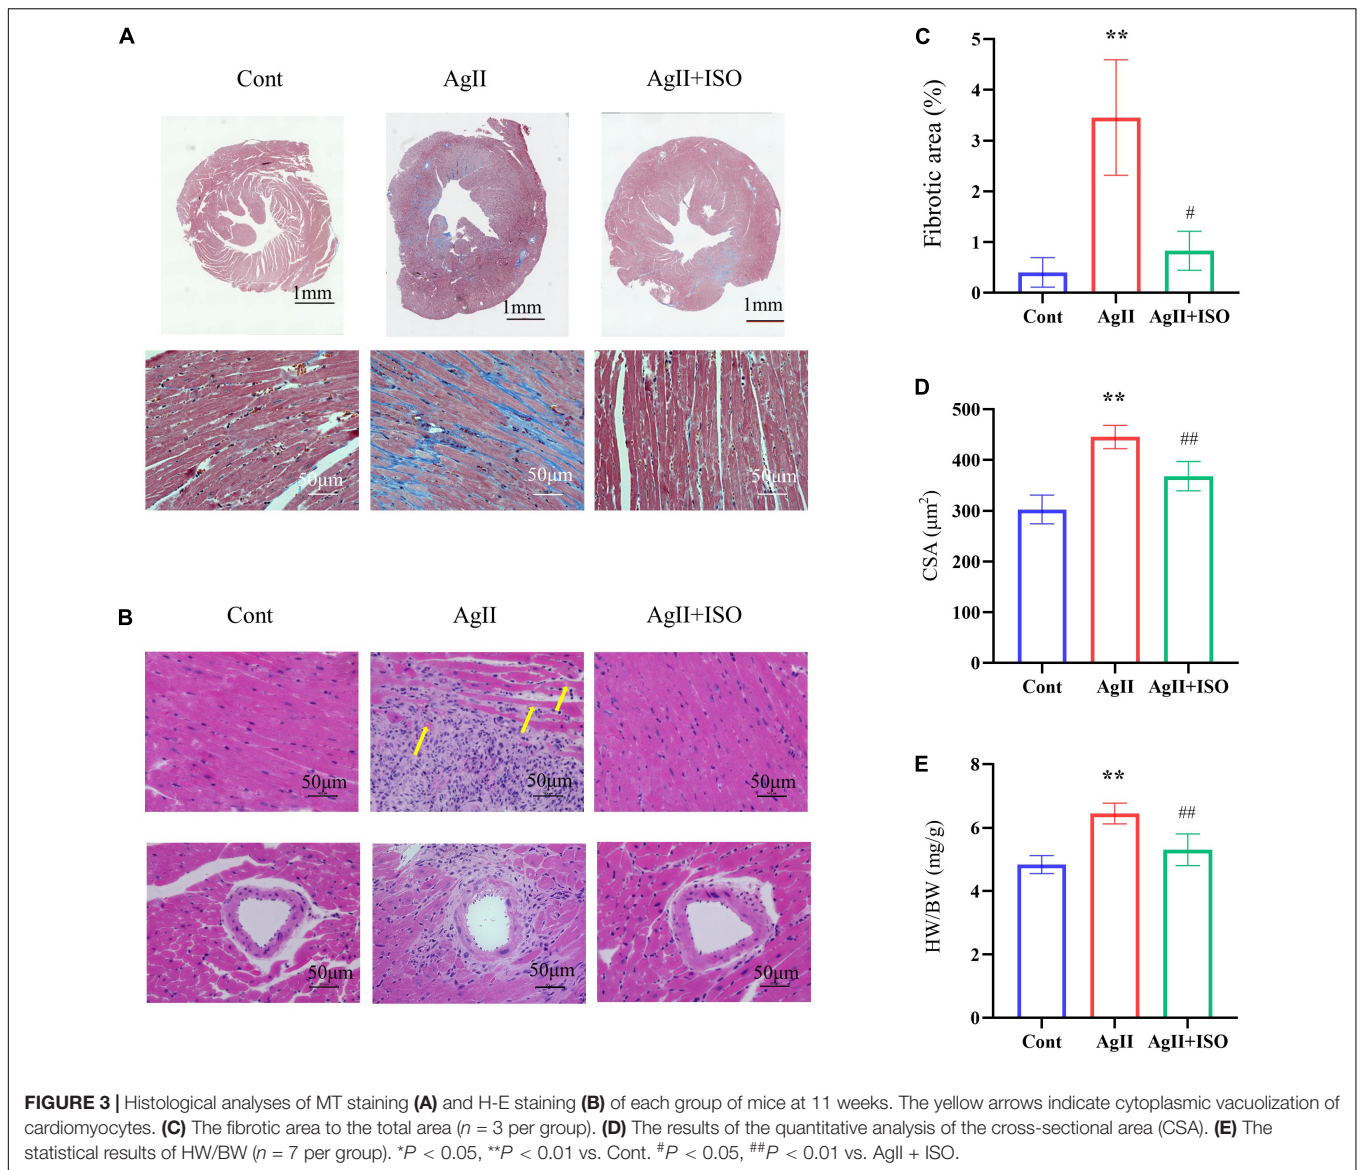 A
Cont AgII AgII+ISO
1mm 1mm 1mm
50μm 50μm 50μm
B
Cont AgII AgII+ISO
50μm 50μm 50μm
50μm 50μm 50μm
C
Fibrotic area (%)
5
4
3
2
1
0
**
#
Cont AgII AgII+ISO
D
CSA (μm²)
500
400
300
200
100
0
**
##
Cont AgII AgII+ISO
E
HW/BW (mg/g)
8
6
4
2
0
**
##
Cont AgII AgII+ISO
FIGURE 3 | Histological analyses of MT staining (A) and H-E staining (B) of each group of mice at 11 weeks. The yellow arrows indicate cytoplasmic vacuolization of
cardiomyocytes. (C) The fibrotic area to the total area (n = 3 per group). (D) The results of the quantitative analysis of the cross-sectional area (CSA). (E) The
statistical results of HW/BW (n = 7 per group). *P < 0.05, **P < 0.01 vs. Cont. #P < 0.05, ##P < 0.01 vs. AgII + ISO.